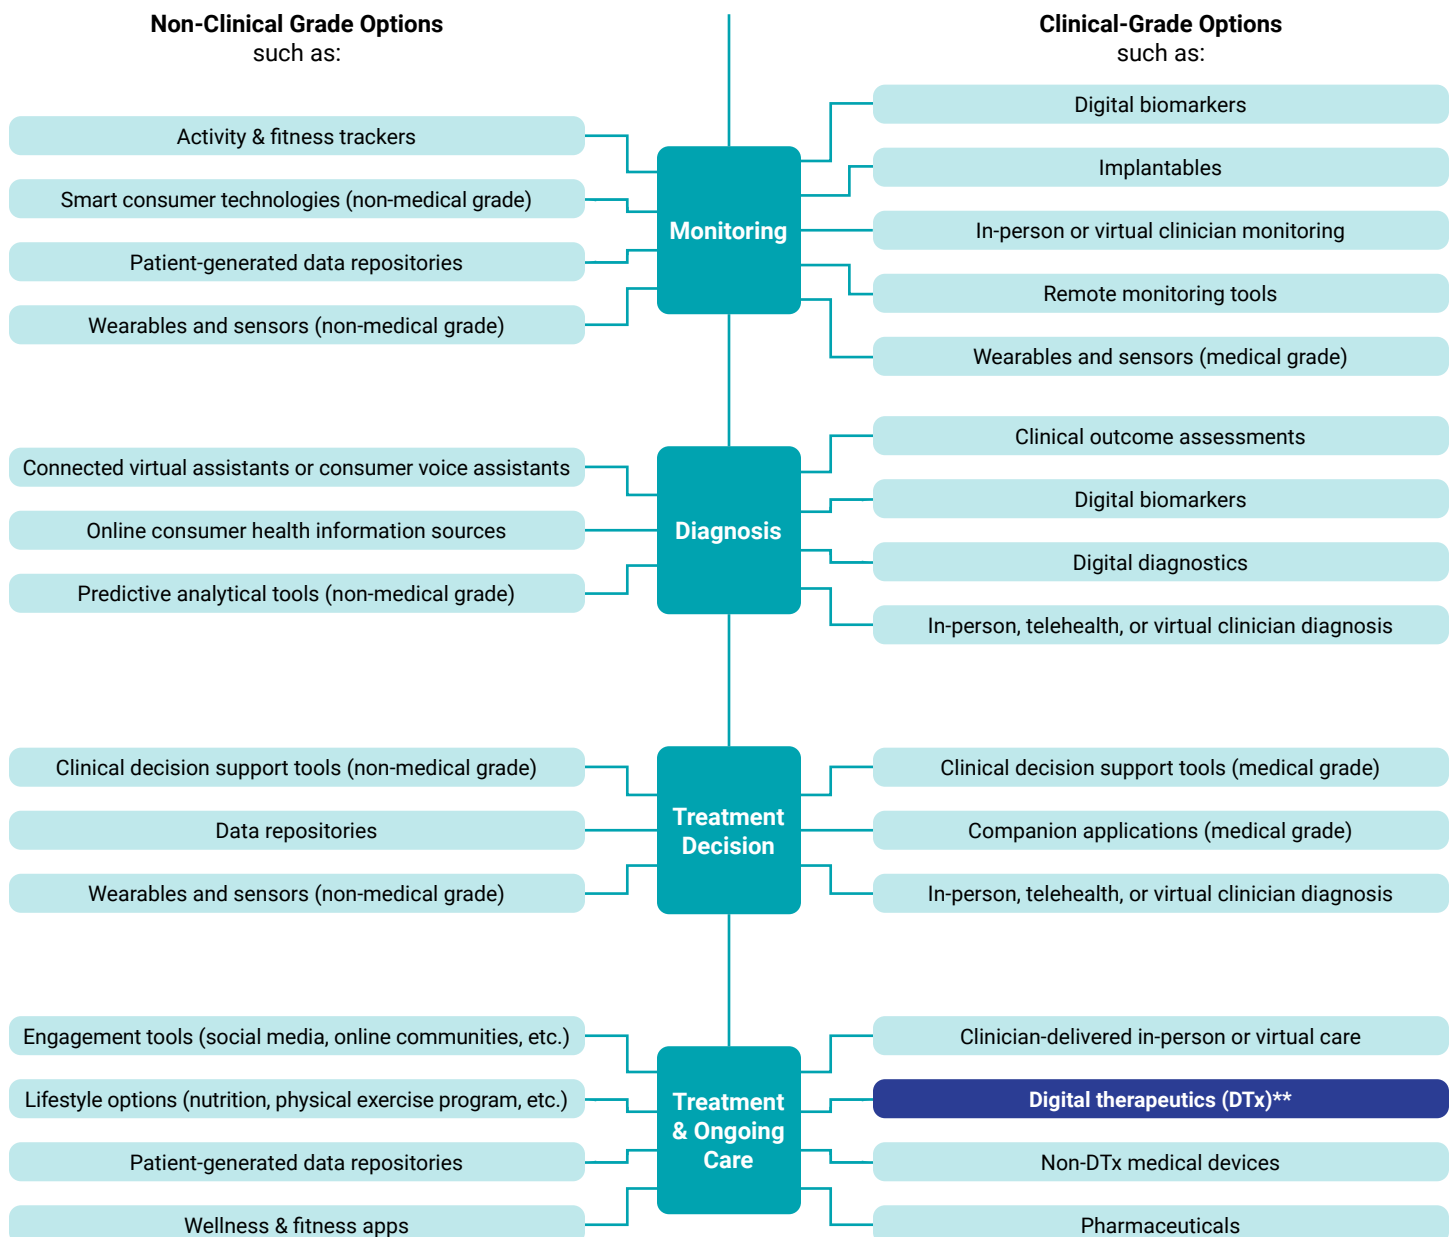 Non-Clinical Grade Options
such as:
Clinical-Grade Options
such as:
Activity & fitness trackers
Smart consumer technologies (non-medical grade)
Patient-generated data repositories
Wearables and sensors (non-medical grade)
Monitoring
Digital biomarkers
Implantables
In-person or virtual clinician monitoring
Remote monitoring tools
Wearables and sensors (medical grade)
Connected virtual assistants or consumer voice assistants
Online consumer health information sources
Predictive analytical tools (non-medical grade)
Diagnosis
Clinical outcome assessments
Digital biomarkers
Digital diagnostics
In-person, telehealth, or virtual clinician diagnosis
Clinical decision support tools (non-medical grade)
Data repositories
Wearables and sensors (non-medical grade)
Treatment
Decision
Clinical decision support tools (medical grade)
Companion applications (medical grade)
In-person, telehealth, or virtual clinician diagnosis
Engagement tools (social media, online communities, etc.)
Lifestyle options (nutrition, physical exercise program, etc.)
Patient-generated data repositories
Wellness & fitness apps
Treatment
& Ongoing
Care
Clinician-delivered in-person or virtual care
Digital therapeutics (DTx)**
Non-DTx medical devices
Pharmaceuticals